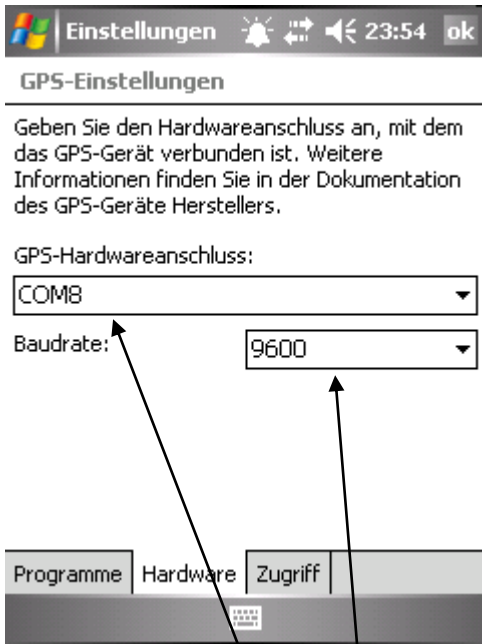 Einstellungen 23:54 ok
GPS-Einstellungen
Geben Sie den Hardwareanschluss an, mit dem
das GPS-Gerät verbunden ist. Weitere
Informationen finden Sie in der Dokumentation
des GPS-Geräte Herstellers.
GPS-Hardwareanschluss:
COM8
Baudrate: 9600
Programme Hardware Zugriff